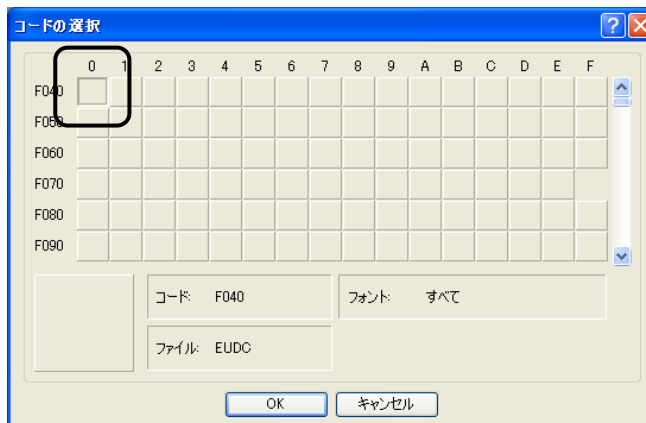 コードの選択
0 1 2 3 4 5 6 7 8 9 A B C D E F
F040
F050
F060
F070
F080
F090
コード: F040 フォント: すべて
ファイル: EUDC
OK キャンセル